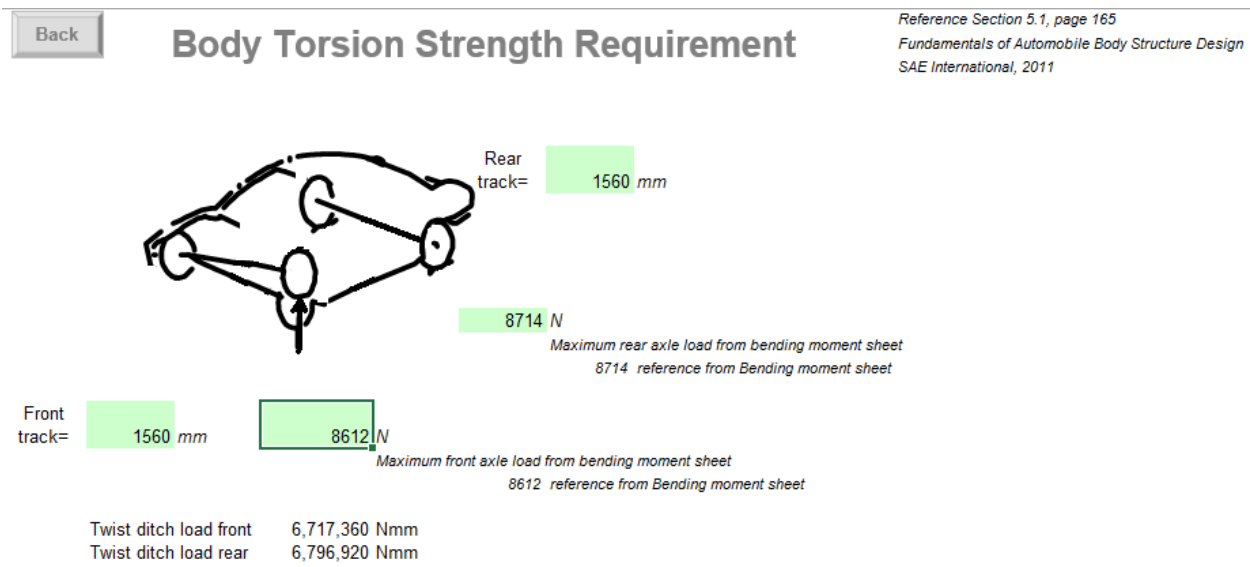 Back
Body Torsion Strength Requirement
Reference Section 5.1, page 165
Fundamentals of Automobile Body Structure Design
SAE International, 2011
Rear
track= 1560 mm
8714 N
Maximum rear axle load from bending moment sheet
8714 reference from Bending moment sheet
Front
track= 1560 mm 8612 N
Maximum front axle load from bending moment sheet
8612 reference from Bending moment sheet
Twist ditch load front 6,717,360 Nmm
Twist ditch load rear 6,796,920 Nmm